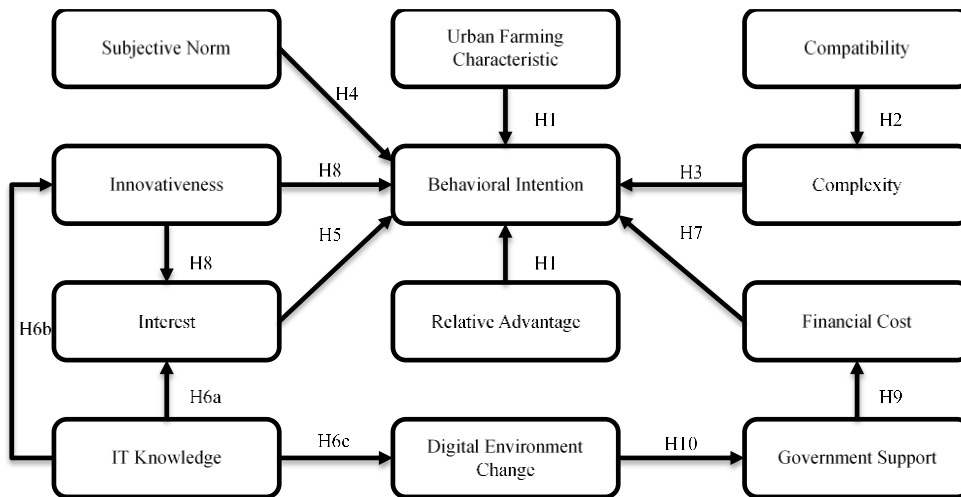 Subjective Norm
Urban Farming
Characteristic
Compatibility
H4
H1
H2
Innovativeness
H8
Behavioral Intention
H3
Complexity
H8
H5
H7
H6b
Interest
H1
Relative Advantage
Financial Cost
H6a
H9
IT Knowledge
H6c
Digital Environment
Change
H10
Government Support